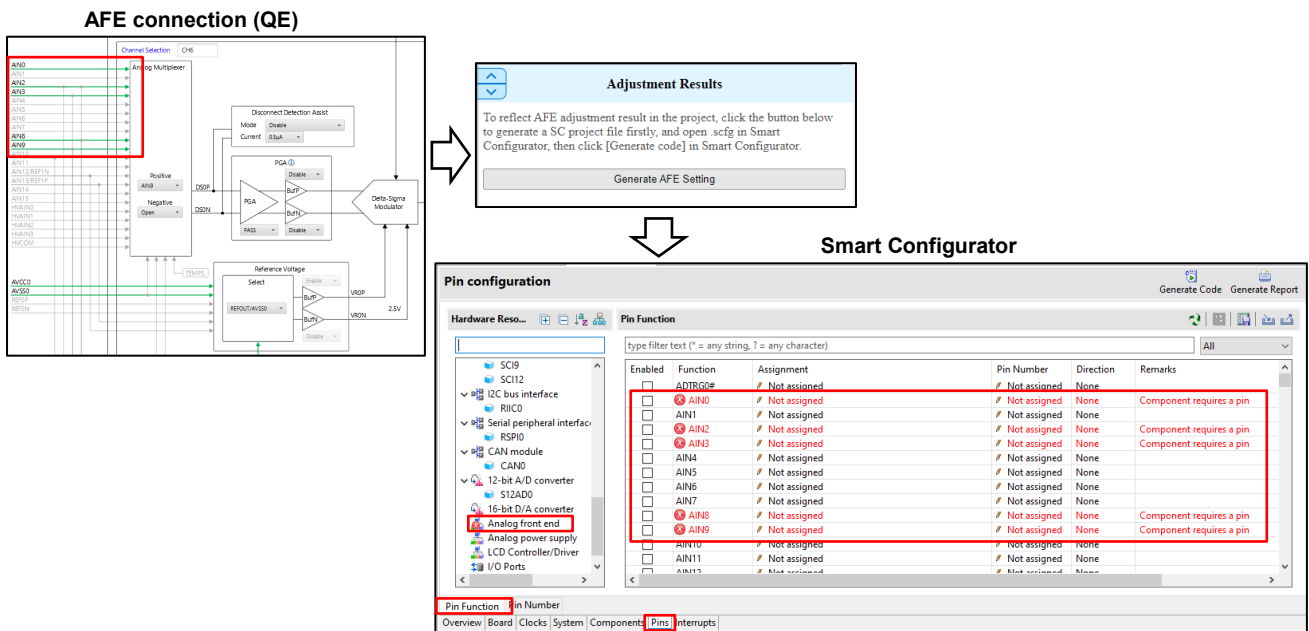 AFE connection (QE)
Channel Selection CH6
AIN0
AIN1
AIN2
AIN3
AIN4
AIN5
AIN6
AIN7
AIN8
AIN9
AIN10
AIN11
AIN12/REF1N
AIN13/REF1P
AIN14
AIN15
HVAIN0
HVAIN1
HVAIN2
HVAIN3
HVCOM
AVCC0
AVSS0
REF0P
REF0N
Analog Multiplexer
Positive
AIN9
Negative
Open
DS0P
DS0N
TEMPS
Disconnect Detection Assist
Mode Disable
Current 0.5μA
PGA
Disable
BufP
PGA
BufN
PASS Disable
Delta-Sigma
Modulator
Reference Voltage
Select Enable
REFOUT/AVSS0
BufP VR0P
BufN VR0N
2.5V
Disable
Adjustment Results
To reflect AFE adjustment result in the project, click the button below
to generate a SC project file firstly, and open .scfg in Smart
Configurator, then click [Generate code] in Smart Configurator.
Generate AFE Setting
Smart Configurator
Pin configuration
Generate Code Generate Report
Hardware Reso...
Pin Function
type filter text (* = any string, ? = any character) All
SCI9
SCI12
I2C bus interface
RIIC0
Serial peripheral interface
RSPI0
CAN module
CAN0
12-bit A/D converter
S12AD0
16-bit D/A converter
Analog front end
Analog power supply
LCD Controller/Driver
I/O Ports
Enabled Function Assignment Pin Number Direction Remarks
ADTRG0# Not assigned Not assigned None
AIN0 Not assigned Not assigned None Component requires a pin
AIN1 Not assigned Not assigned None
AIN2 Not assigned Not assigned None Component requires a pin
AIN3 Not assigned Not assigned None Component requires a pin
AIN4 Not assigned Not assigned None
AIN5 Not assigned Not assigned None
AIN6 Not assigned Not assigned None
AIN7 Not assigned Not assigned None
AIN8 Not assigned Not assigned None Component requires a pin
AIN9 Not assigned Not assigned None Component requires a pin
AIN10 Not assigned Not assigned None
AIN11 Not assigned Not assigned None
AIN12 Not assigned Not assigned None
Pin Function Pin Number
Overview Board Clocks System Components Pins Interrupts